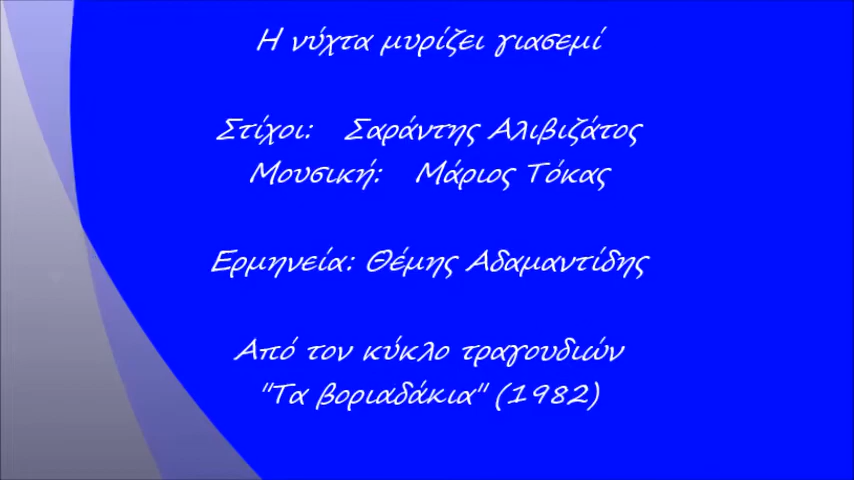 Η νύχτα μυρίζει γιασεμί
Στίχοι: Σαράντης Αλιβιζάτος
Μουσική: Μάριος Τόκας
Ερμηνεία: Θέμης Αδαμαντίδης
Από τον κύκλο τραγουδιών
"Τα βοριαδάκια" (1982)